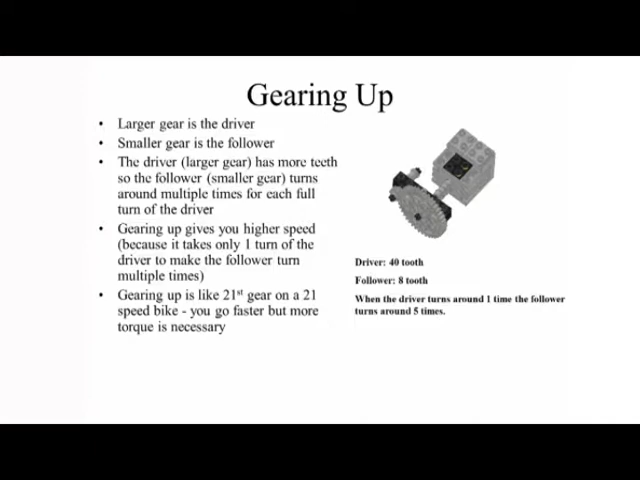 Gearing Up
• Larger gear is the driver
• Smaller gear is the follower
• The driver (larger gear) has more teeth
so the follower (smaller gear) turns
around multiple times for each full
turn of the driver
• Gearing up gives you higher speed
(because it takes only 1 turn of the
driver to make the follower turn
multiple times)
• Gearing up is like 21st gear on a 21
speed bike - you go faster but more
torque is necessary
Driver: 40 tooth
Follower: 8 tooth
When the driver turns around 1 time the follower
turns around 5 times.